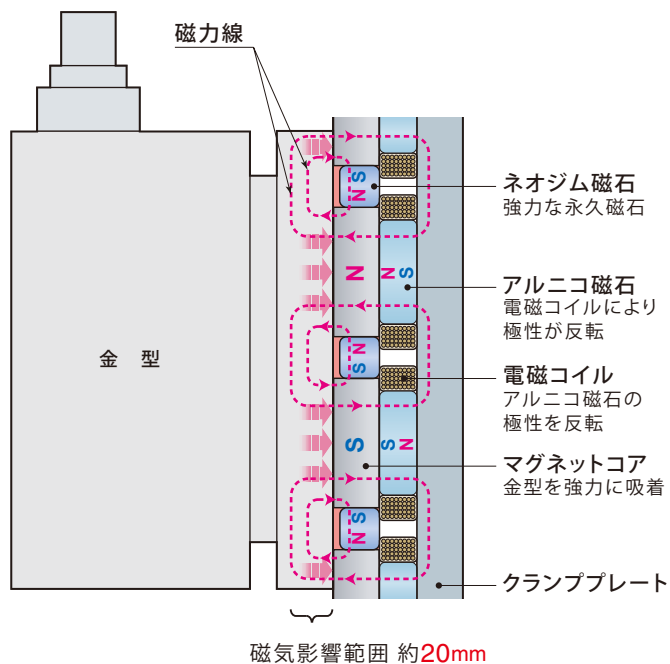 磁力線
ネオジム磁石
強力な永久磁石
S
N
N
N
S
アルニコ磁石
電磁コイルにより
極性が反転
金 型
N
S
電磁コイル
アルニコ磁石の
極性を反転
S
S
N
マグネットコア
金型を強力に吸着
S
N
クランププレート
磁気影響範囲 約20mm